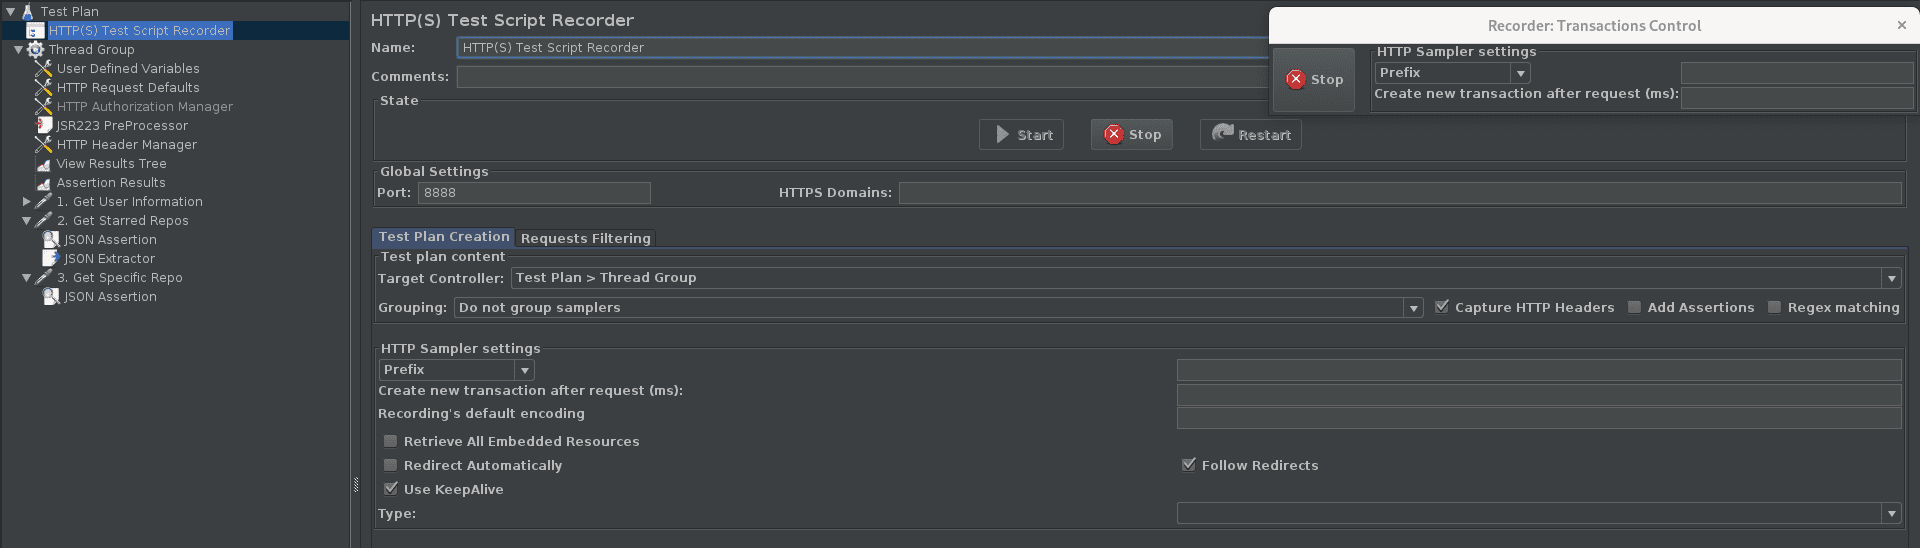 Test Plan
HTTP(S) Test Script Recorder
Thread Group
User Defined Variables
HTTP Request Defaults
HTTP Authorization Manager
JSR223 PreProcessor
HTTP Header Manager
View Results Tree
Assertion Results
1. Get User Information
2. Get Starred Repos
JSON Assertion
JSON Extractor
3. Get Specific Repo
JSON Assertion
HTTP(S) Test Script Recorder
Name: HTTP(S) Test Script Recorder
Comments:
State
Start Stop Restart
Global Settings
Port: 8888 HTTPS Domains:
Test Plan Creation Requests Filtering
Test plan content
Target Controller: Test Plan > Thread Group
Grouping: Do not group samplers Capture HTTP Headers Add Assertions Regex matching
HTTP Sampler settings
Prefix
Create new transaction after request (ms):
Recording's default encoding
Retrieve All Embedded Resources
Redirect Automatically Follow Redirects
Use KeepAlive
Type:
Recorder: Transactions Control
HTTP Sampler settings
Stop Prefix
Create new transaction after request (ms):